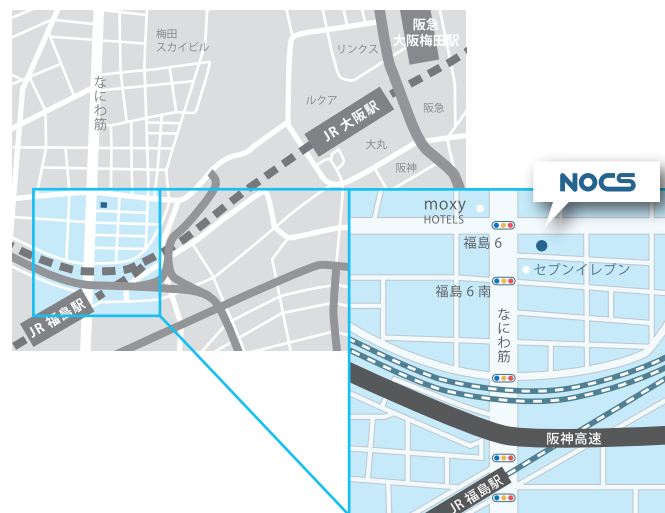 阪急
大阪梅田駅
梅田
スカイビル
リンクス
なにわ筋
ルクア
JR 大阪駅
阪急
大丸
阪神
JR 福島駅
NOCS
moxy
HOTELS
福島 6
セブンイレブン
福島 6 南
なにわ筋
阪神高速
JR 福島駅